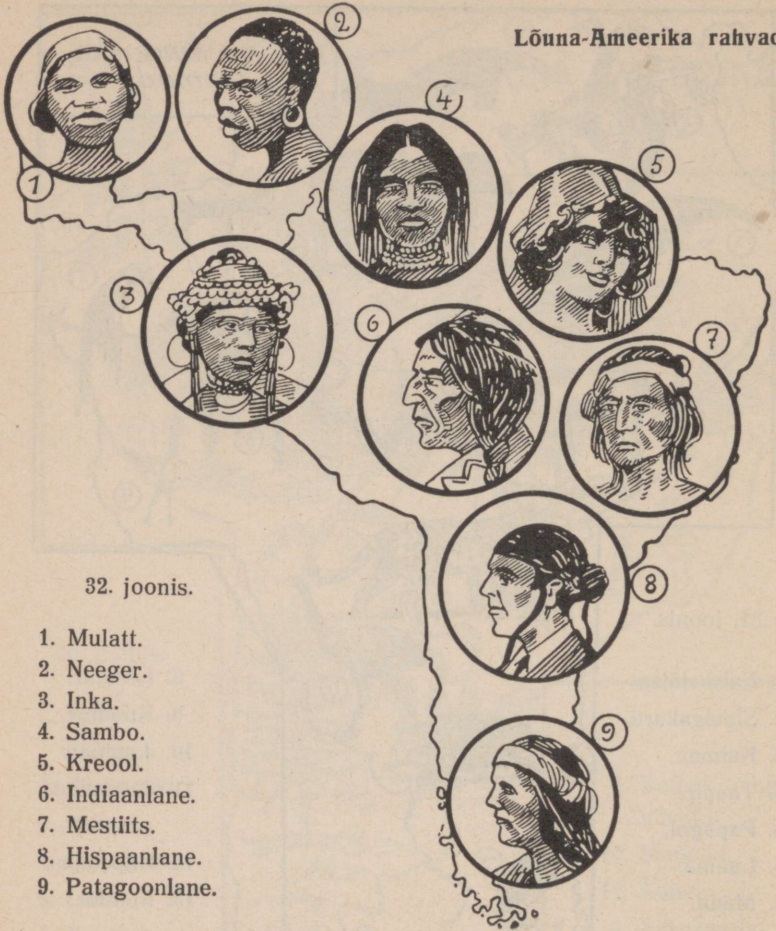 Lõuna-Ameerika
1
2
3
4
5
6
7
8
9
32. joonis.
1. Mulatt.
2. Neeger.
3. Inka.
4. Sambo.
5. Kreool.
6. Indiaanlane.
7. Mestiits.
8. Hispaanlane.
9. Patagoonlane.